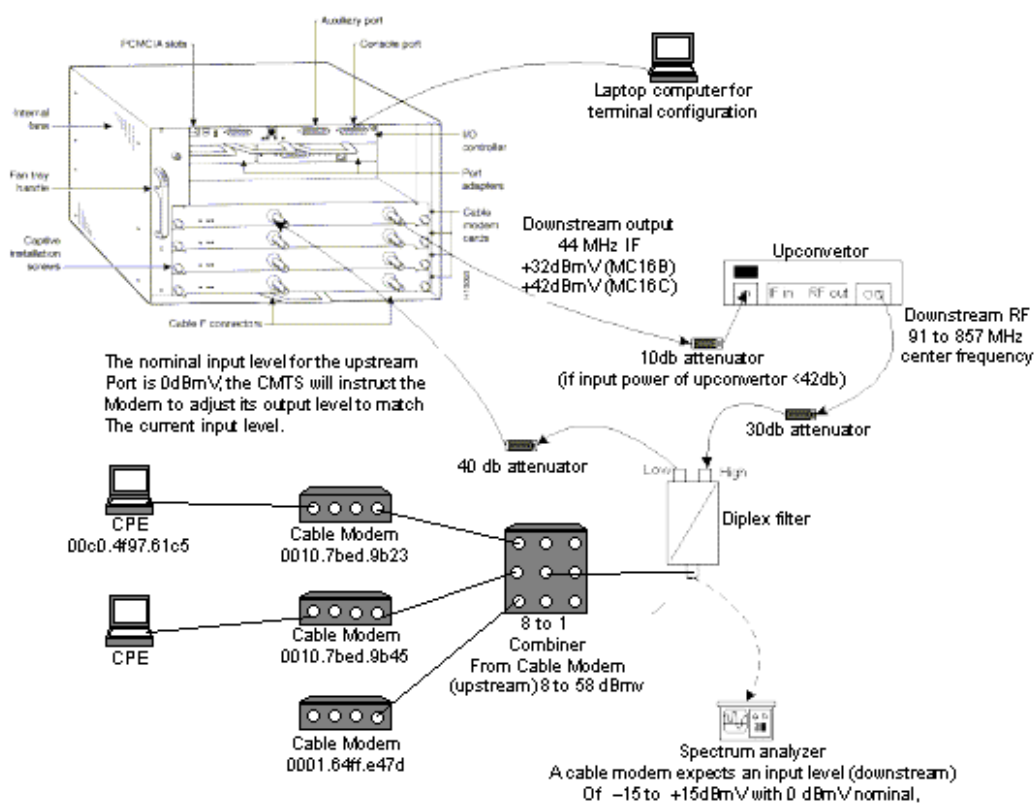 Auxiliary port
PCMCIA slots
Console port
Laptop computer for
terminal configuration
Internal
fans
I/O
controller
Fan tray
handle
Port
adapters
Cable
modem
cards
Captive
installation
screws
Cable F connectors
Downstream output
44 MHz IF
+32dBmV (MC16B)
+42dBmV (MC16C)
Upconvertor
IF in
RF out
Downstream RF
91 to 857 MHz
center frequency
10db attenuator
(if input power of upconvertor <42db)
The nominal input level for the upstream
Port is 0dBmV, the CMTS will instruct the
Modem to adjust its output level to match
The current input level.
30db attenuator
40 db attenuator
Low
High
Diplex filter
CPE
00c0.4f97.61c5
Cable Modem
0010.7bed.9b23
CPE
Cable Modem
0010.7bed.9b45
8 to 1
Combiner
From Cable Modem
(upstream) 8 to 58 dBmv
Cable Modem
0001.64ff.e47d
Spectrum analyzer
A cable modem expects an input level (downstream)
Of –15 to +15dBmV with 0 dBmV nominal,